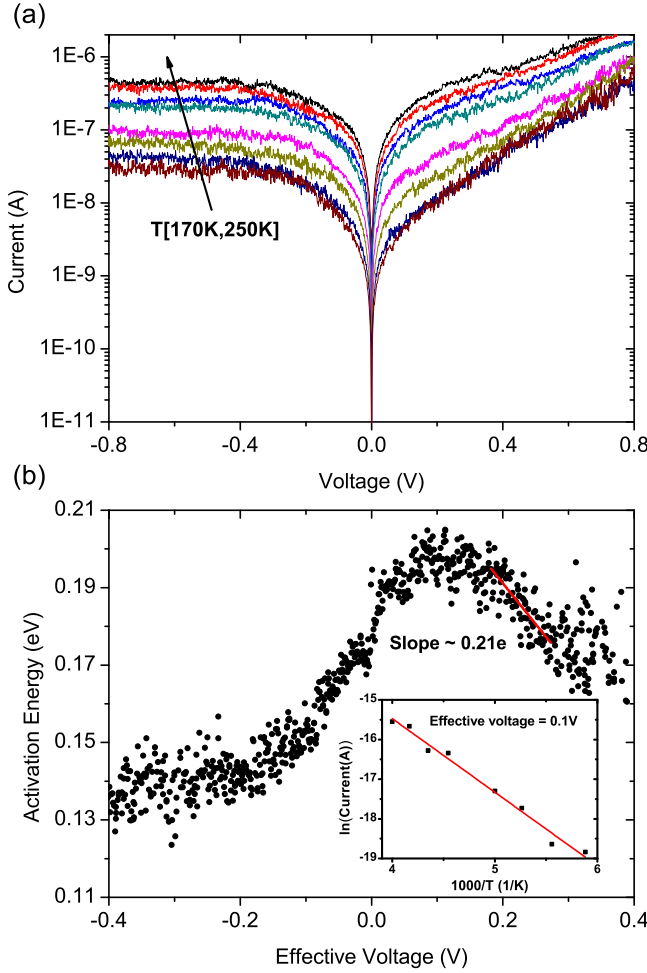 (a)
1E-6
1E-7
1E-8
1E-9
1E-10
1E-11
Current (A)
T[170K,250K]
-0.8
-0.4
0.0
0.4
0.8
Voltage (V)
(b)
0.21
0.19
0.17
0.15
0.13
0.11
Activation Energy (eV)
Slope ~ 0.21e
-15
-16
-17
-18
-19
ln(Current(A))
Effective voltage = 0.1V
4
5
6
1000/T (1/K)
-0.4
-0.2
0.0
0.2
0.4
Effective Voltage (V)